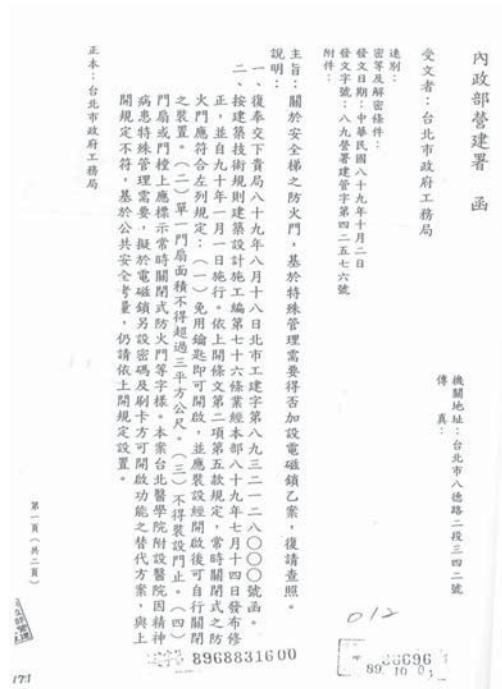 內政部營建署 函
機關地址：台北市八德路二段三四二號
傳 真：
受文者：台北市政府工務局
速別：
密等及解密條件：
發文日期：中華民國八十九年十月二日
發文字號：八九營署建管字第四二五七六號
附件：
主旨：關於安全梯之防火門，基於特殊管理需要得否加設電磁鎖乙案，復請查照。
說明：
一、復奉交下貴局八十九年八月十八日北市工建字第八九三二一二八〇〇〇號函。
二、按建築技術規則建築設計施工編第七十六條業經本部八十九年七月十四日發布修
正，並自九十年一月一日施行。依上開條文第二項第五款規定，常時關閉式之防
火門應符合左列規定：（一）免用鑰匙即可開啟，並應裝設經開啟後可自行關閉
之裝置。（二）單一門扇面積不得超過三平方公尺。（三）不得裝設門止。（四）
門扇或門樘上應標示常時關閉式防火門等字樣。本案台北醫學院附設醫院因精神
病患特殊管理需要，擬於電磁鎖另設密碼及刷卡方可開啟功能之替代方案，與上
開規定不符，基於公共安全考量，仍請依上開規定設置。
正本：台北市政府工務局
第一頁（共二頁）
012
8968831600
89. 10. 0
171